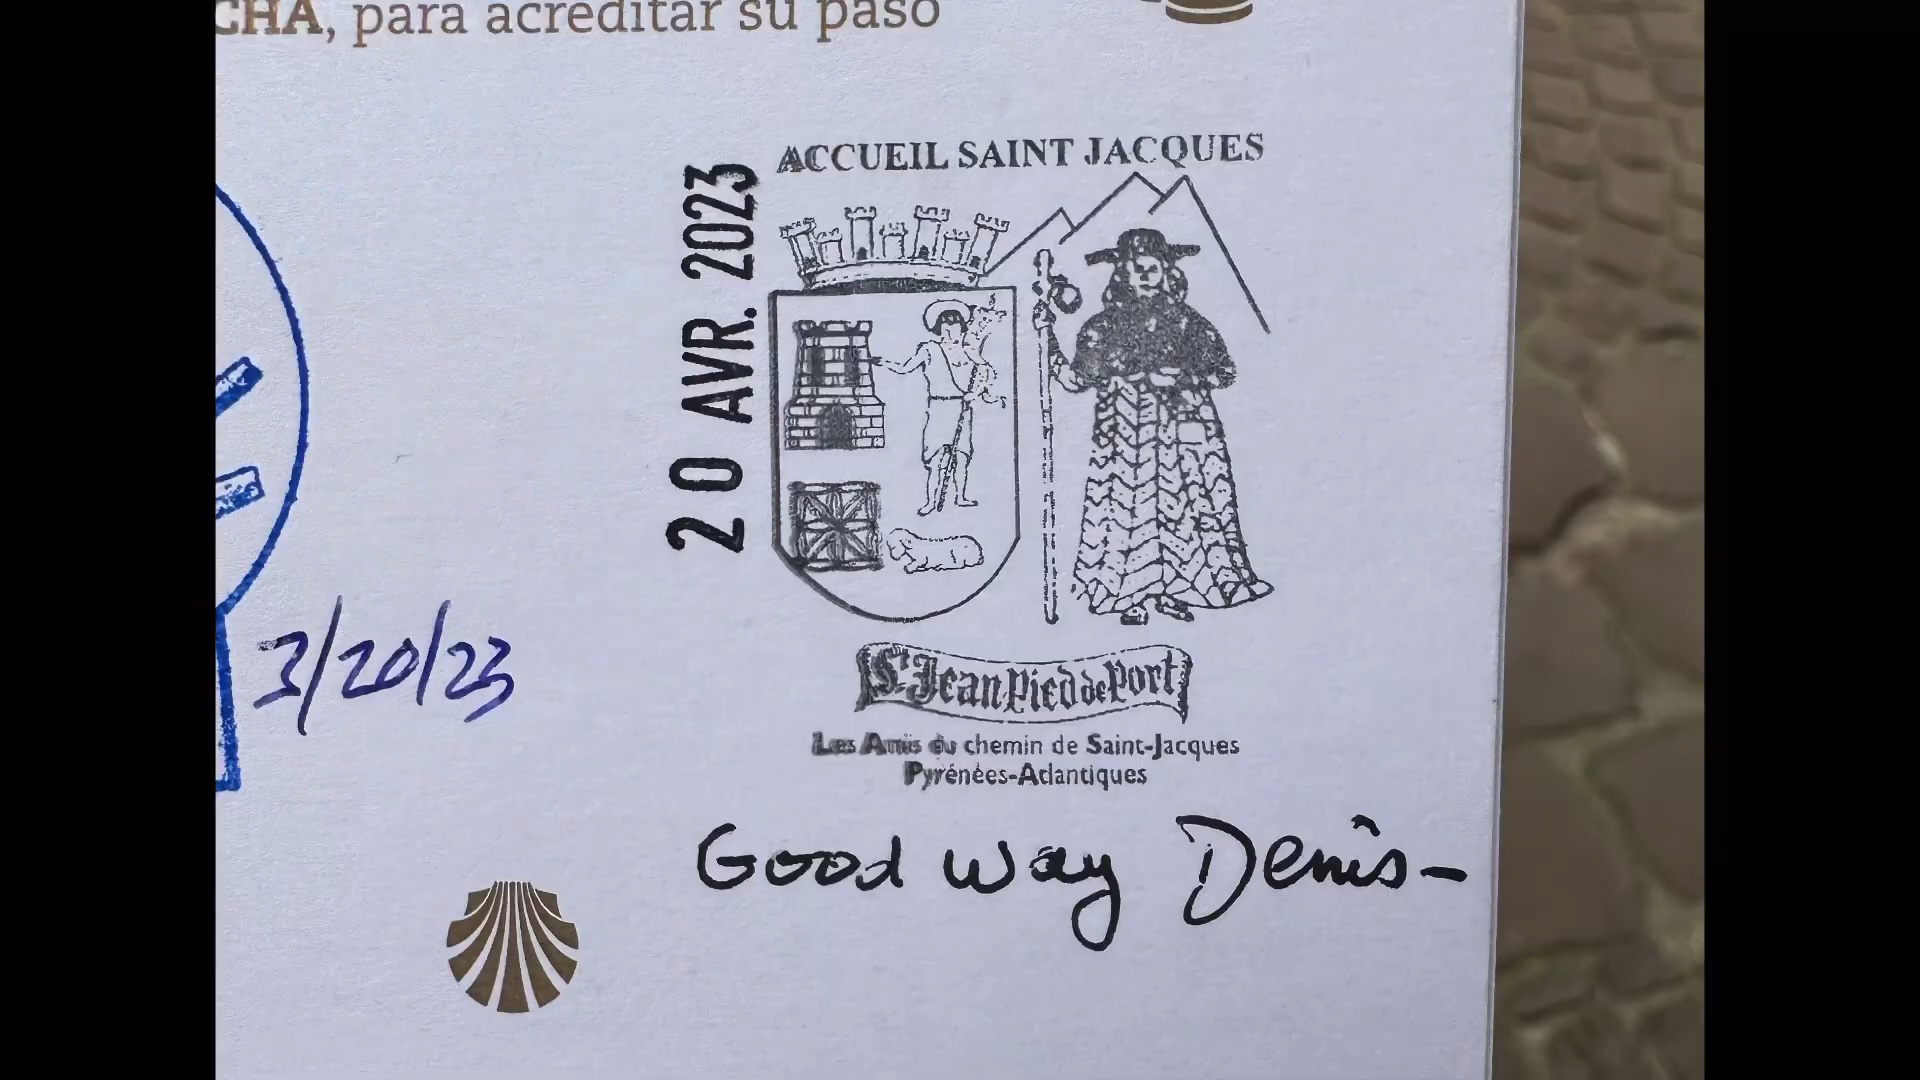 CHA, para acreditar su paso
ACCUEIL SAINT JACQUES
20 AVR. 2023
3/20/23
St Jean Pied de Port
Les Amis du chemin de Saint-Jacques
Pyrénées-Atlantiques
Good way Denis-